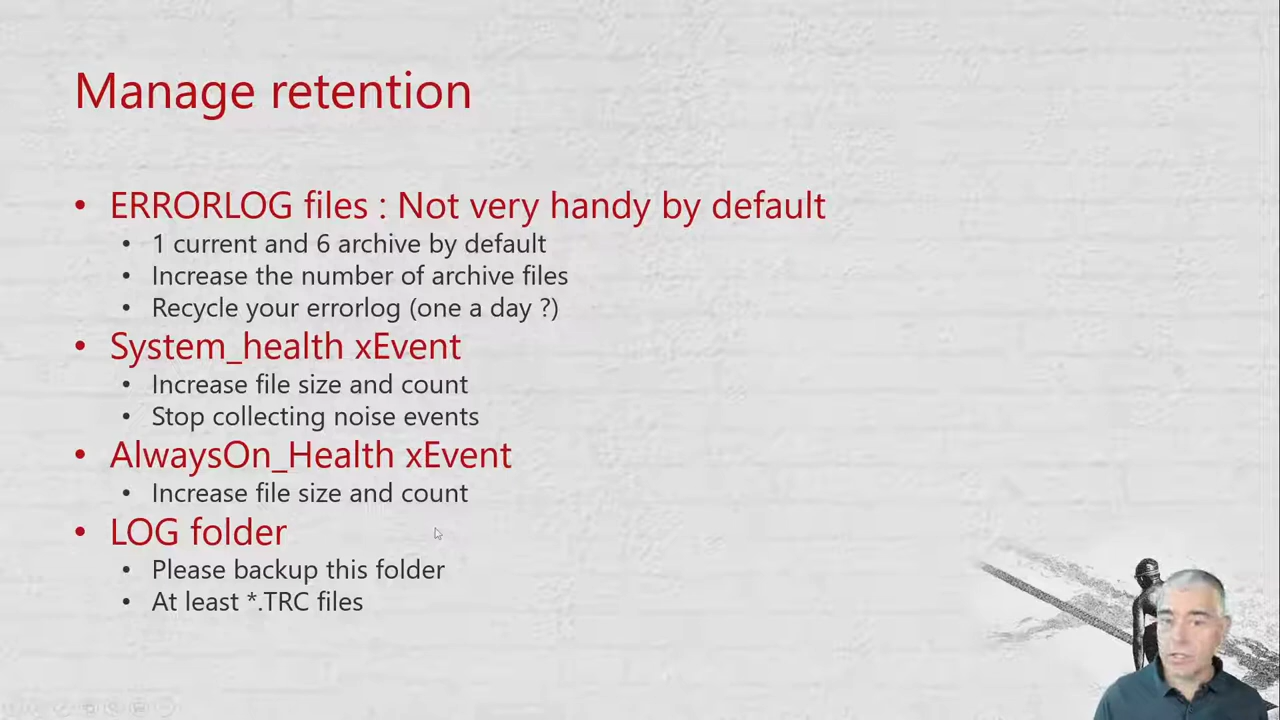 Manage retention
• ERRORLOG files : Not very handy by default
• 1 current and 6 archive by default
• Increase the number of archive files
• Recycle your errorlog (one a day ?)
• System_health xEvent
• Increase file size and count
• Stop collecting noise events
• AlwaysOn_Health xEvent
• Increase file size and count
• LOG folder
• Please backup this folder
• At least *.TRC files